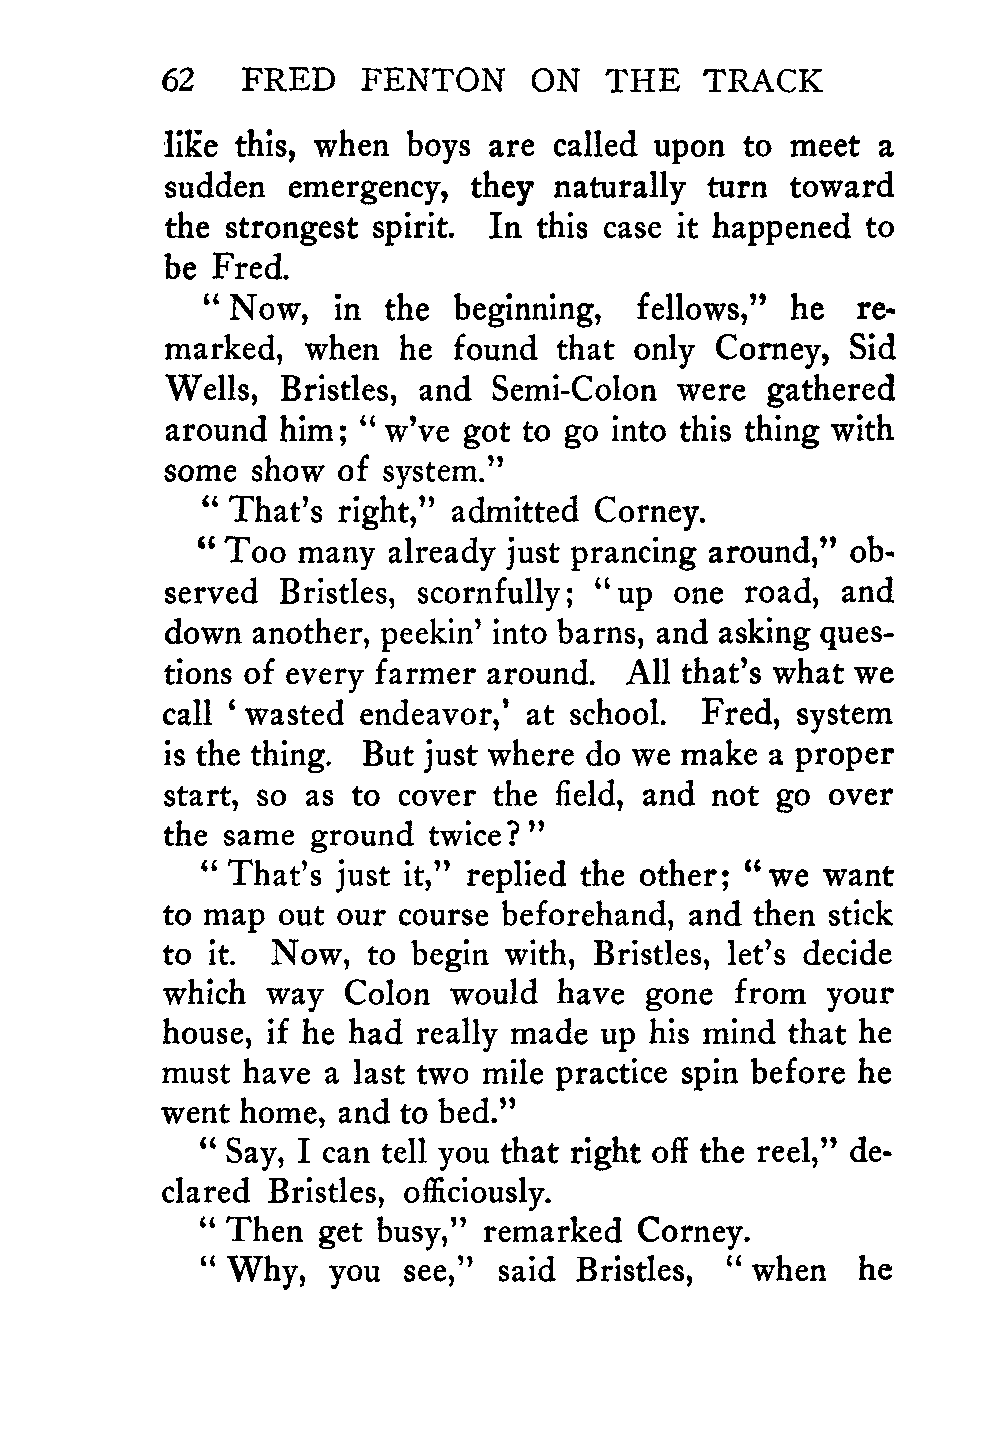 62 FRED FENTON ON THE TRACK
like this, when boys are called upon to meet a
sudden emergency, they naturally turn toward
the strongest spirit. In this case it happened to
be Fred.
“ Now, in the beginning, fellows,” he re-
marked, when he found that only Corney, Sid
Wells, Bristles, and Semi-Colon were gathered
around him; “ w’ve got to go into this thing with
some show of system.”
“ That’s right,” admitted Corney.
“ Too many already just prancing around,” ob-
served Bristles, scornfully; “ up one road, and
down another, peekin’ into barns, and asking ques-
tions of every farmer around. All that’s what we
call ‘ wasted endeavor,’ at school. Fred, system
is the thing. But just where do we make a proper
start, so as to cover the field, and not go over
the same ground twice? ”
“ That’s just it,” replied the other; “ we want
to map out our course beforehand, and then stick
to it. Now, to begin with, Bristles, let’s decide
which way Colon would have gone from your
house, if he had really made up his mind that he
must have a last two mile practice spin before he
went home, and to bed.”
“ Say, I can tell you that right off the reel,” de-
clared Bristles, officiously.
“ Then get busy,” remarked Corney.
“ Why, you see,” said Bristles, “ when he